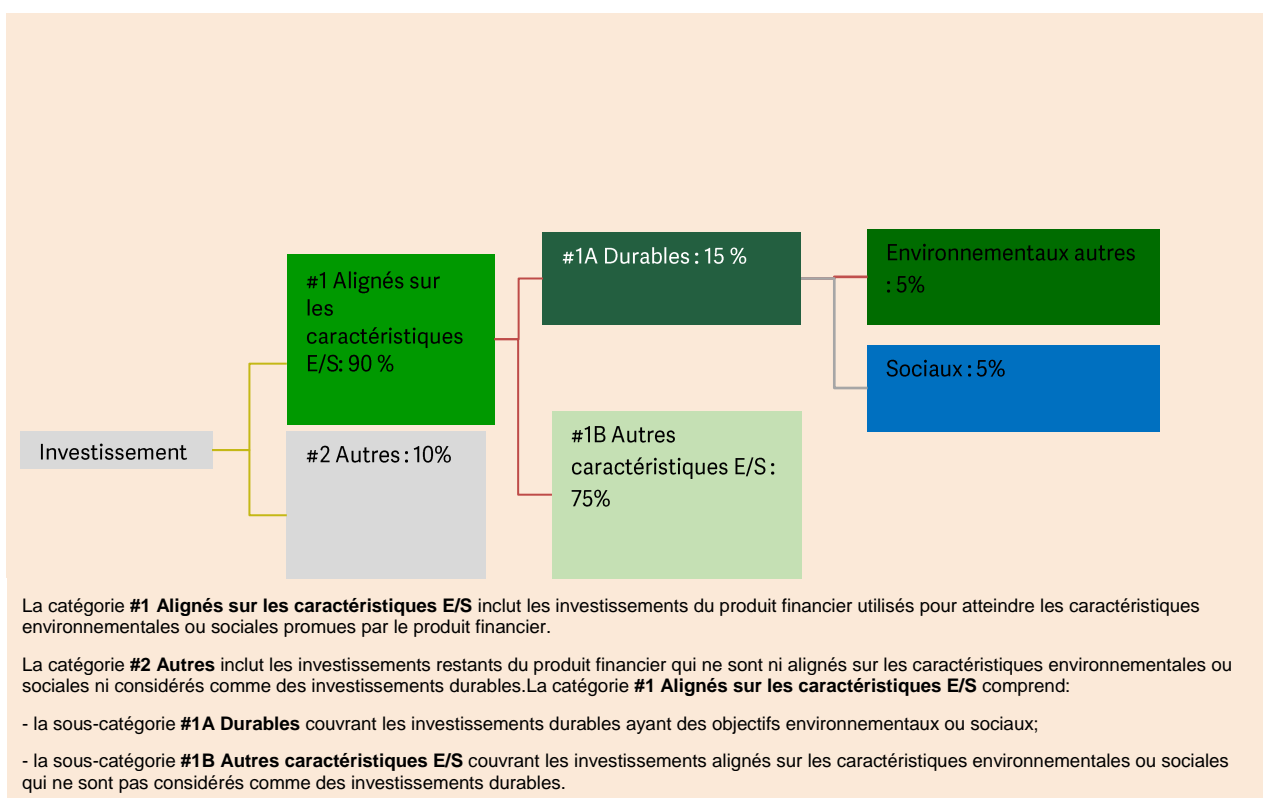 Investissement
#1 Alignés sur
les
caractéristiques
E/S: 90 %
#2 Autres : 10%
#1A Durables : 15 %
#1B Autres
caractéristiques E/S :
75%
Environnementaux autres
: 5%
Sociaux : 5%
La catégorie #1 Alignés sur les caractéristiques E/S inclut les investissements du produit financier utilisés pour atteindre les caractéristiques
environnementales ou sociales promues par le produit financier.
La catégorie #2 Autres inclut les investissements restants du produit financier qui ne sont ni alignés sur les caractéristiques environnementales ou
sociales ni considérés comme des investissements durables.La catégorie #1 Alignés sur les caractéristiques E/S comprend:
- la sous-catégorie #1A Durables couvrant les investissements durables ayant des objectifs environnementaux ou sociaux;
- la sous-catégorie #1B Autres caractéristiques E/S couvrant les investissements alignés sur les caractéristiques environnementales ou sociales
qui ne sont pas considérés comme des investissements durables.